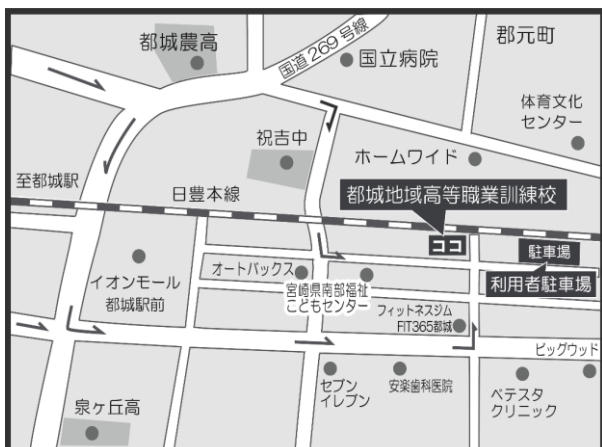 都城農高
国道269号線
国立病院
郡元町
体育文化
センター
祝吉中
ホームワイド
至都城駅
日豊本線
都城地域高等職業訓練校
ココ
駐車場
利用者駐車場
イオンモール
都城駅前
オートバックス
宮崎県南部福祉
こどもセンター
フィットネスジム
FIT365都城
ビッグウッド
セブン
イレブン
安楽歯科医院
ベテスタ
クリニック
泉ヶ丘高